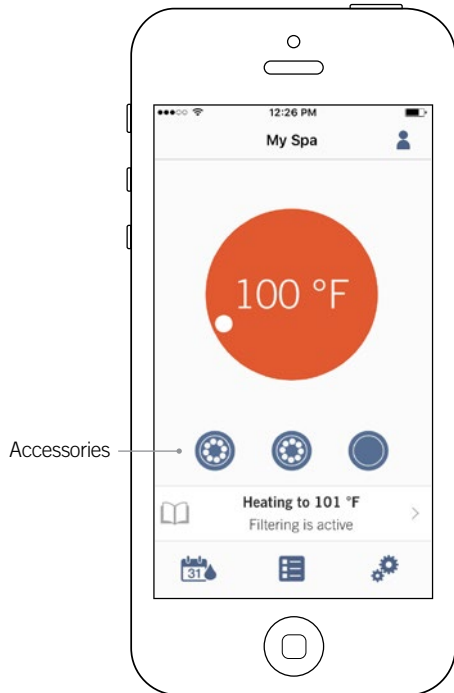 12:26 PM
My Spa
100 °F
Accessories
Heating to 101 °F
Filtering is active
31